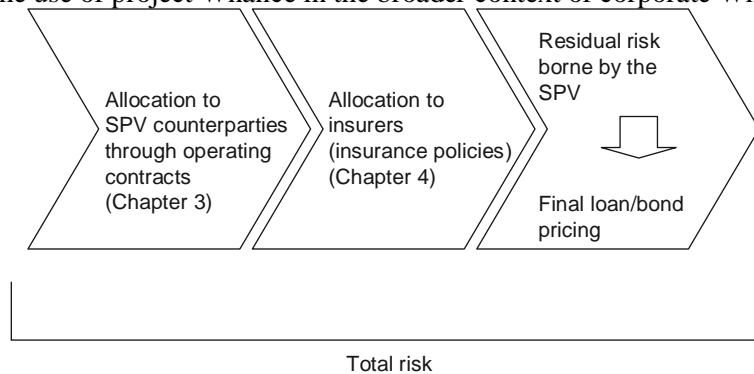 Allocation to
SPV counterparties
through operating
contracts
(Chapter 3)
Allocation to
insurers
(insurance policies)
(Chapter 4)
Residual risk
borne by the
SPV
Final loan/bond
pricing
Total risk